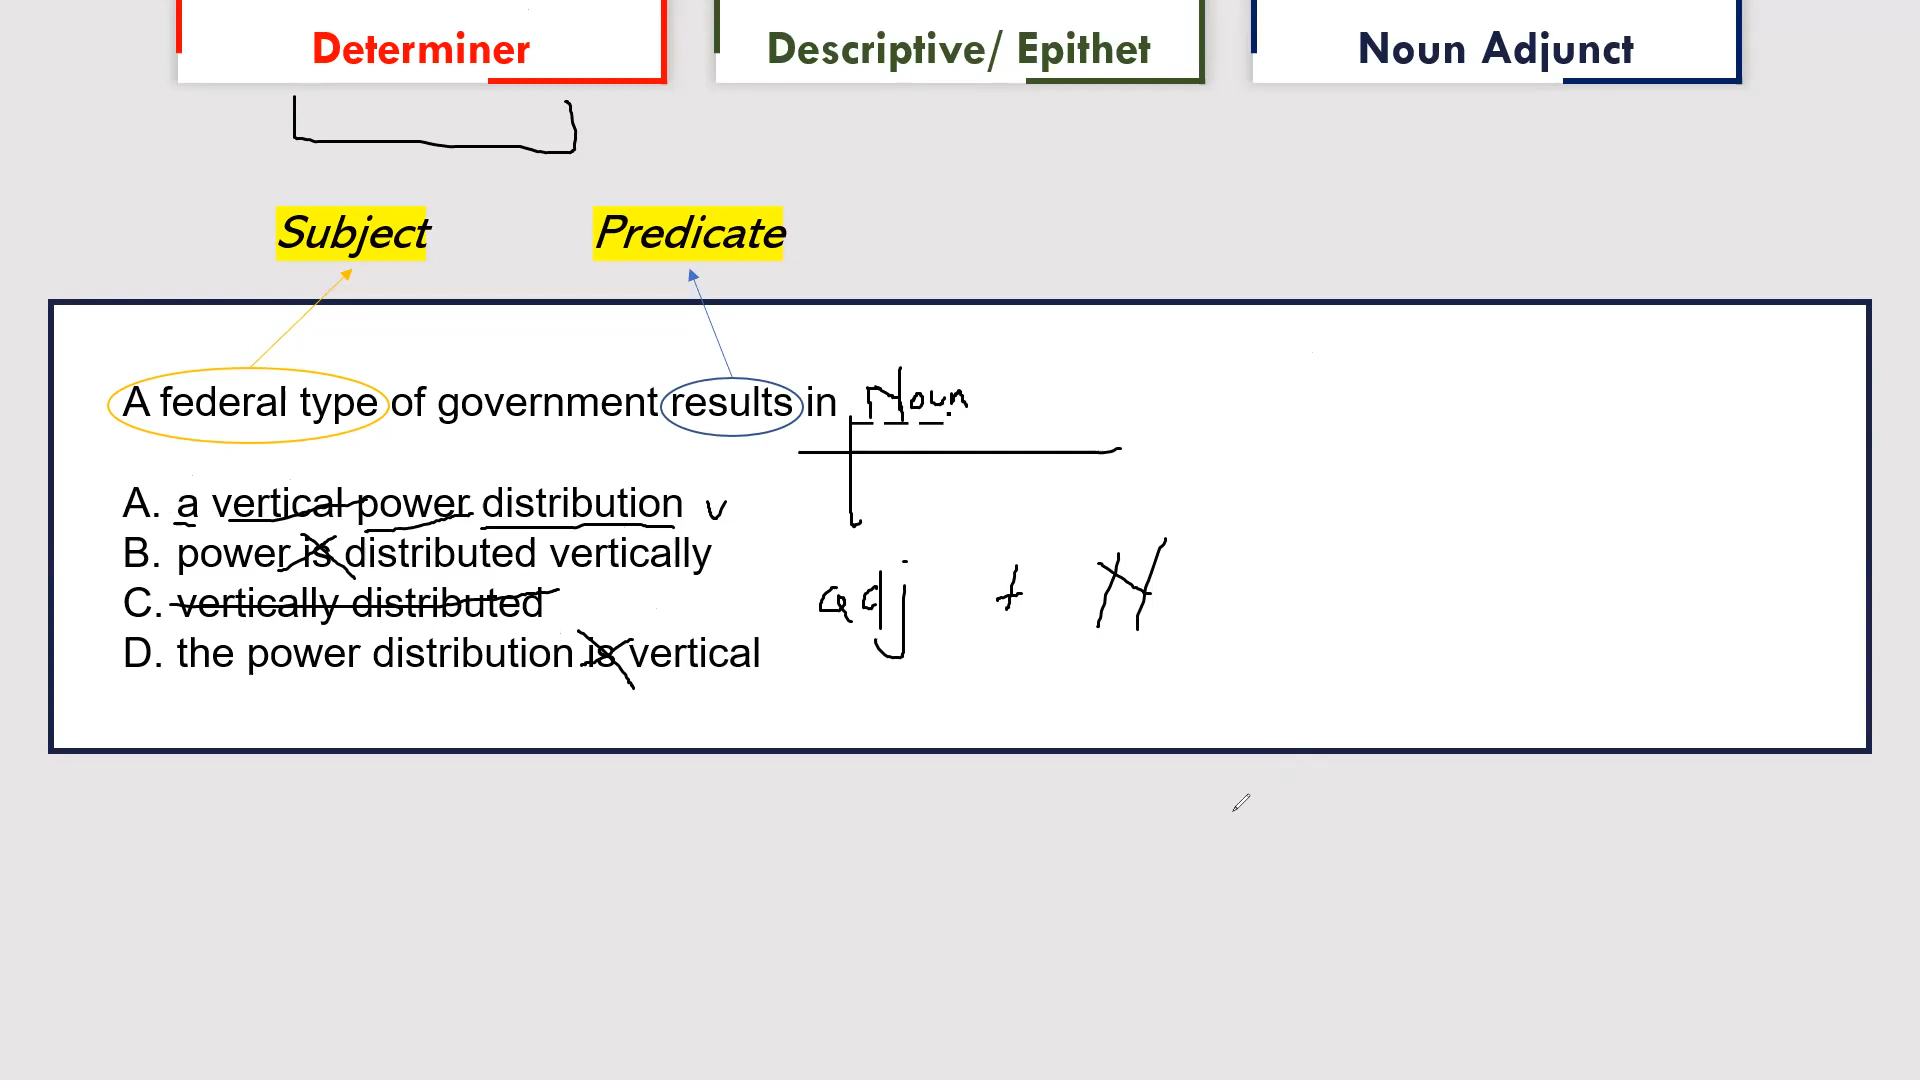 Determiner Descriptive/ Epithet Noun Adjunct
Subject Predicate
A federal type of government results in Noun
___.
A. a vertical power distribution v
B. power is distributed vertically
C. vertically distributed
adj + N
D. the power distribution is vertical